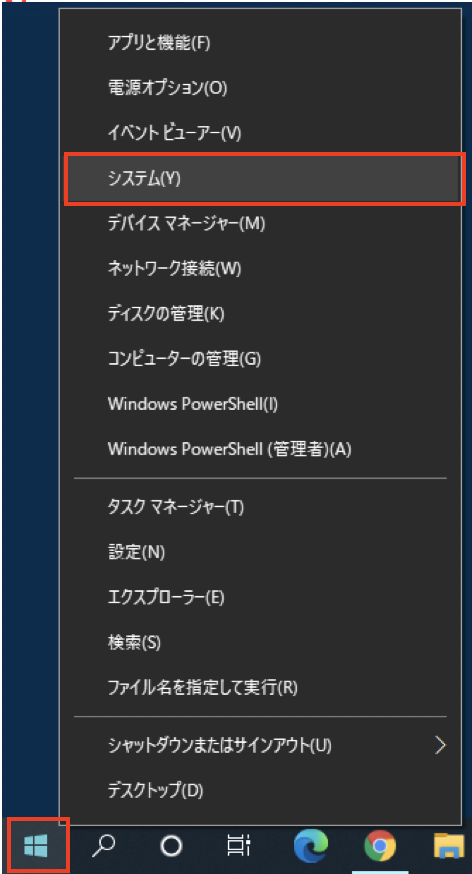 アプリと機能(F)
電源オプション(O)
イベント ビューアー(V)
システム(Y)
デバイス マネージャー(M)
ネットワーク接続(W)
ディスクの管理(K)
コンピューターの管理(G)
Windows PowerShell(I)
Windows PowerShell (管理者)(A)
タスク マネージャー(T)
設定(N)
エクスプローラー(E)
検索(S)
ファイル名を指定して実行(R)
シャットダウンまたはサインアウト(U)
デスクトップ(D)